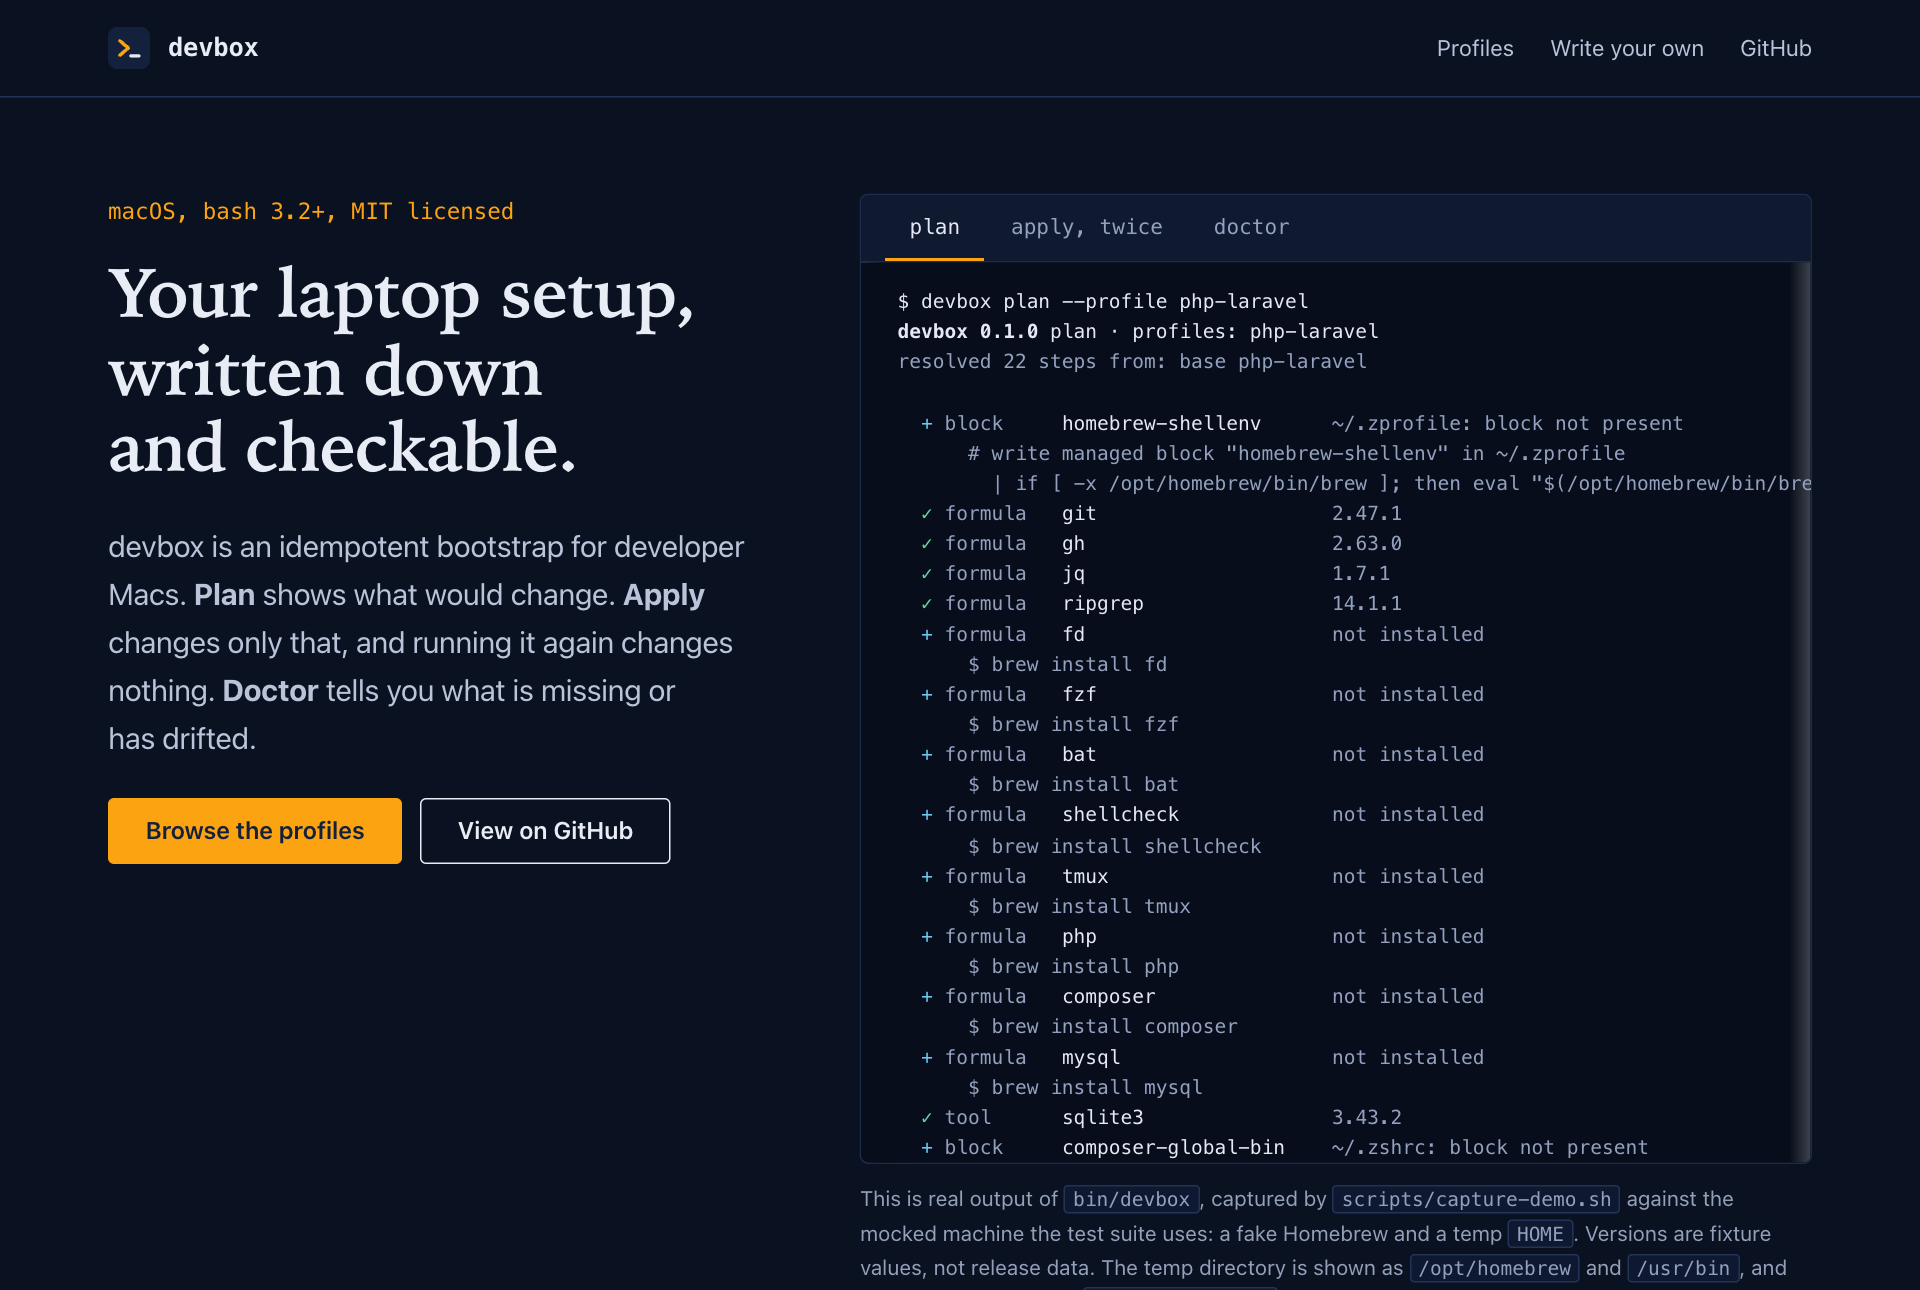 devbox
Profiles
Write your own
GitHub
macOS, bash 3.2+, MIT licensed
Your laptop setup,
written down
and checkable.
devbox is an idempotent bootstrap for developer
Macs. Plan shows what would change. Apply
changes only that, and running it again changes
nothing. Doctor tells you what is missing or
has drifted.
Browse the profiles
View on GitHub
plan
apply, twice
doctor
$ devbox plan --profile php-laravel
devbox 0.1.0 plan · profiles: php-laravel
resolved 22 steps from: base php-laravel
+ block homebrew-shellenv ~/.zprofile: block not present
# write managed block "homebrew-shellenv" in ~/.zprofile
| if [ -x /opt/homebrew/bin/brew ]; then eval "$(/opt/homebrew/bin/bre
✓ formula git 2.47.1
✓ formula gh 2.63.0
✓ formula jq 1.7.1
✓ formula ripgrep 14.1.1
+ formula fd not installed
$ brew install fd
+ formula fzf not installed
$ brew install fzf
+ formula bat not installed
$ brew install bat
+ formula shellcheck not installed
$ brew install shellcheck
+ formula tmux not installed
$ brew install tmux
+ formula php not installed
$ brew install php
+ formula composer not installed
$ brew install composer
+ formula mysql not installed
$ brew install mysql
✓ tool sqlite3 3.43.2
+ block composer-global-bin ~/.zshrc: block not present
This is real output of bin/devbox, captured by scripts/capture-demo.sh against the
mocked machine the test suite uses: a fake Homebrew and a temp HOME. Versions are fixture
values, not release data. The temp directory is shown as /opt/homebrew and /usr/bin, and